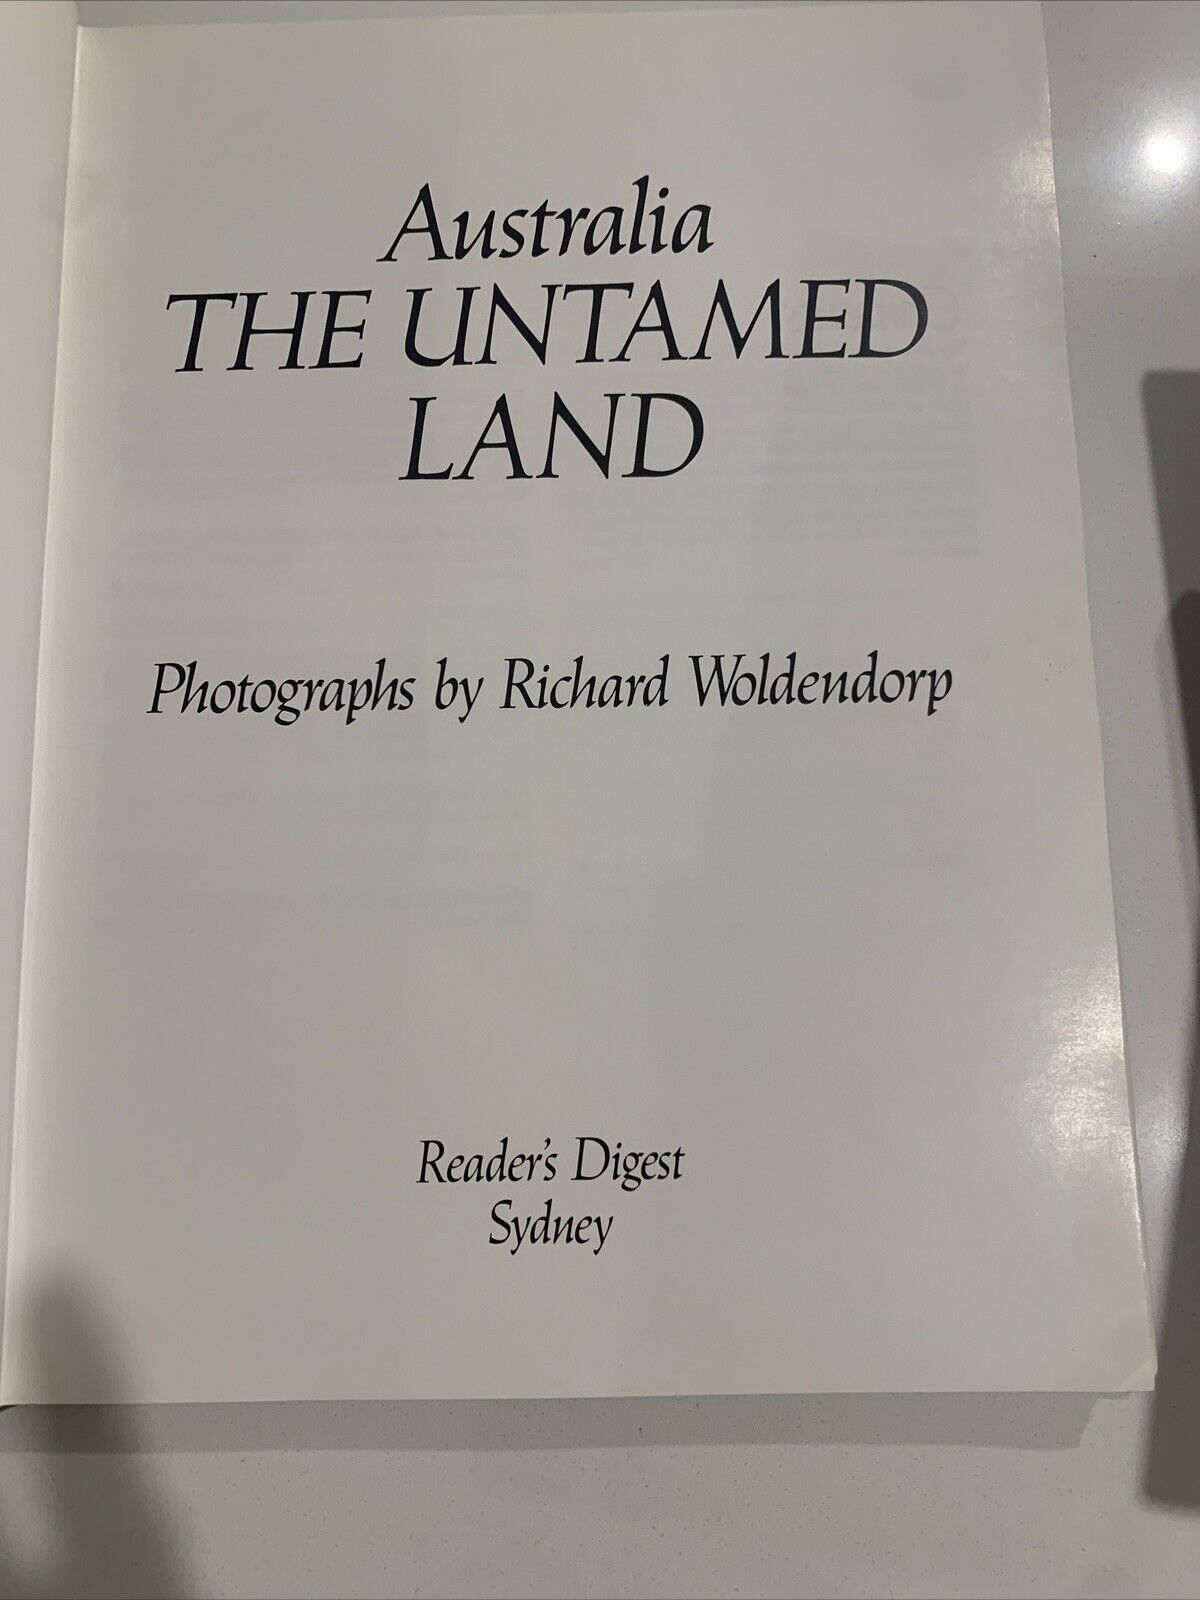 Australia
THE UNTAMED
LAND
Photographs by Richard Woldendorp
Reader's Digest
Sydney